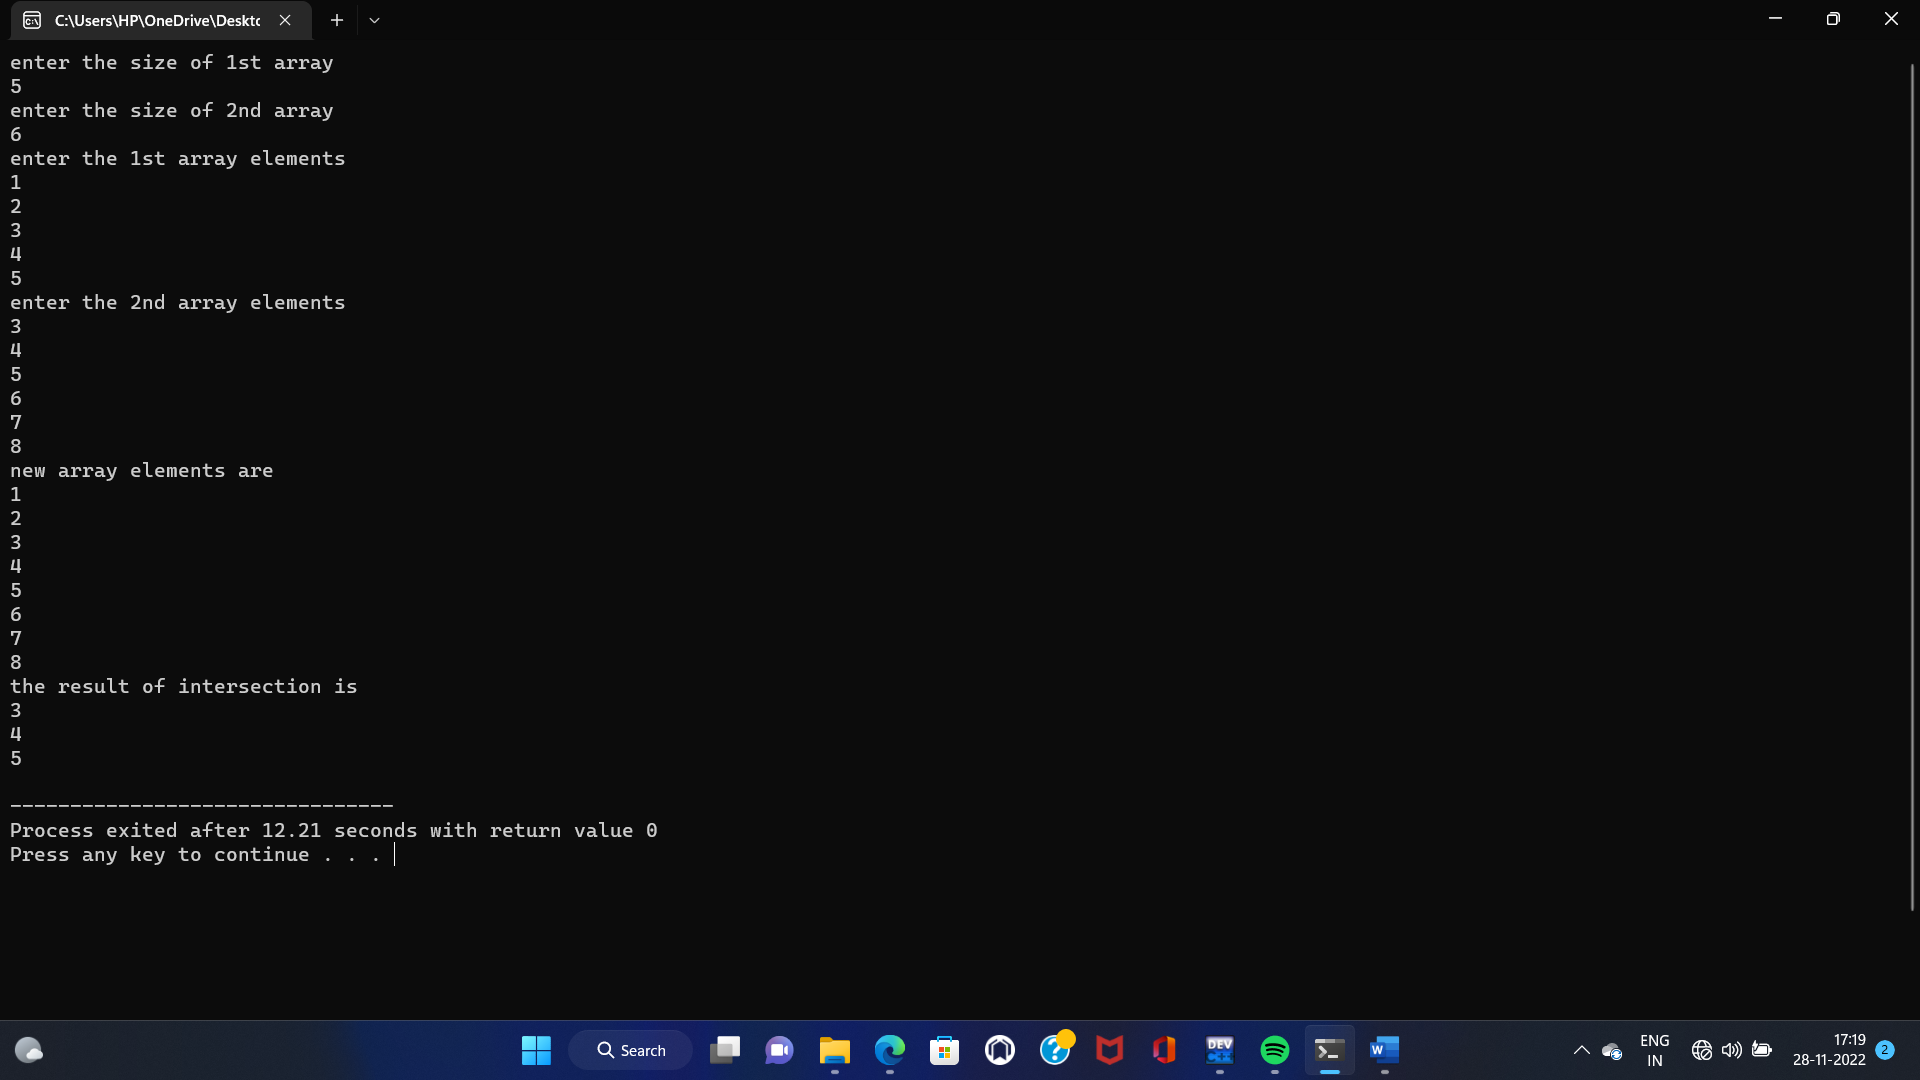 C:\Users\HP\OneDrive\Deskto
enter the size of 1st array
5
enter the size of 2nd array
6
enter the 1st array elements
1
2
3
4
5
enter the 2nd array elements
3
4
5
6
7
8
new array elements are
1
2
3
4
5
6
7
8
the result of intersection is
3
4
5
--------------------------------
Process exited after 12.21 seconds with return value 0
Press any key to continue . . .
Search
DEV
C++
W
ENG
IN
17:19
28-11-2022
2